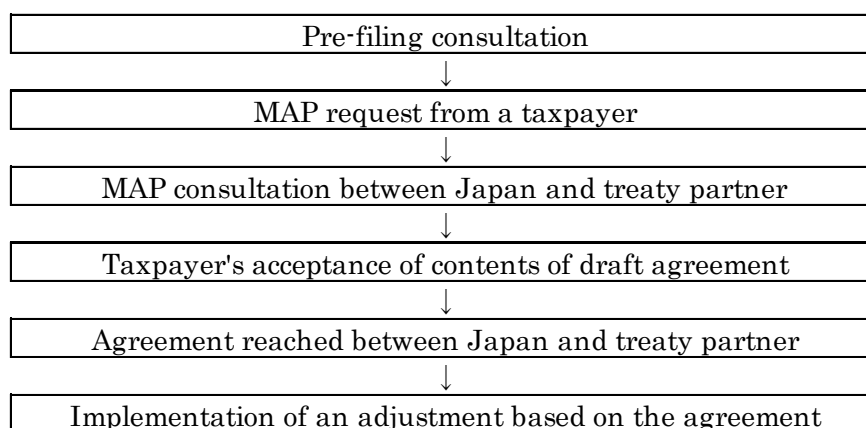 Pre-filing consultation
↓
MAP request from a taxpayer
↓
MAP consultation between Japan and treaty partner
↓
Taxpayer's acceptance of contents of draft agreement
↓
Agreement reached between Japan and treaty partner
↓
Implementation of an adjustment based on the agreement